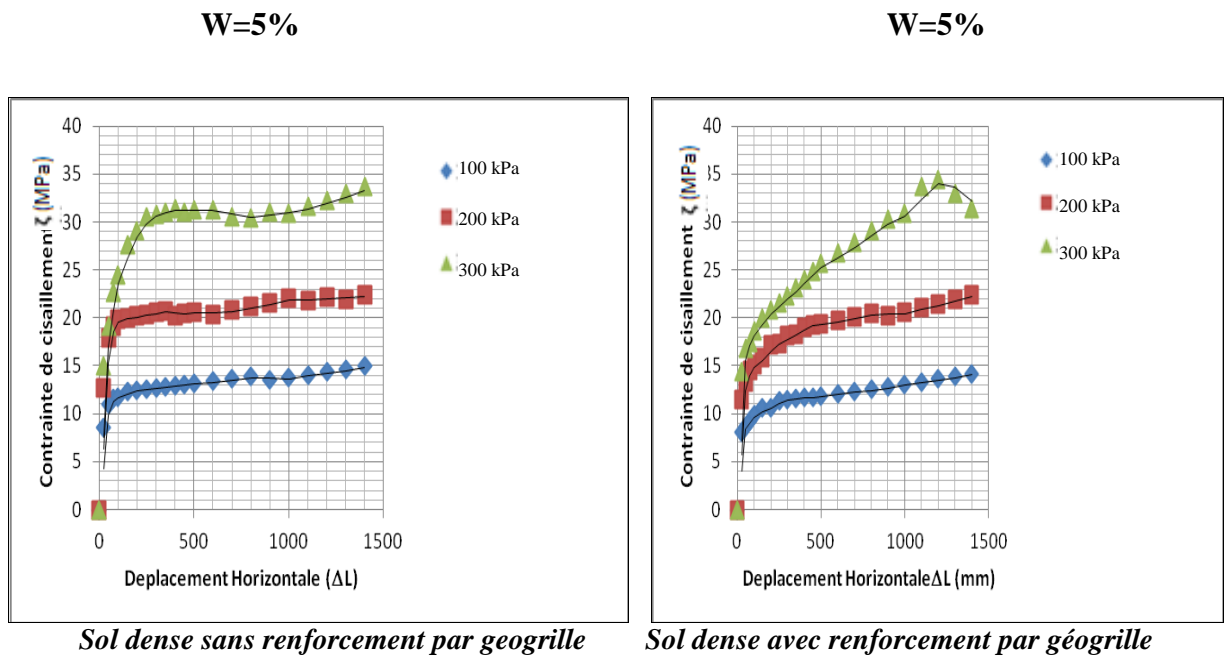 W=5%
W=5%
40
35
30
25
20
15
10
5
0
0
500
1000
1500
Contrainte de cisaillement ζ (MPa)
Deplacement Horizontale (ΔL)
100 kPa
200 kPa
300 kPa
40
35
30
25
20
15
10
5
0
0
500
1000
1500
Contrainte de cisaillement ζ (MPa)
Deplacement HorizontaleΔL (mm)
100 kPa
200 kPa
300 kPa
Sol dense sans renforcement par geogrille
Sol dense avec renforcement par géogrille